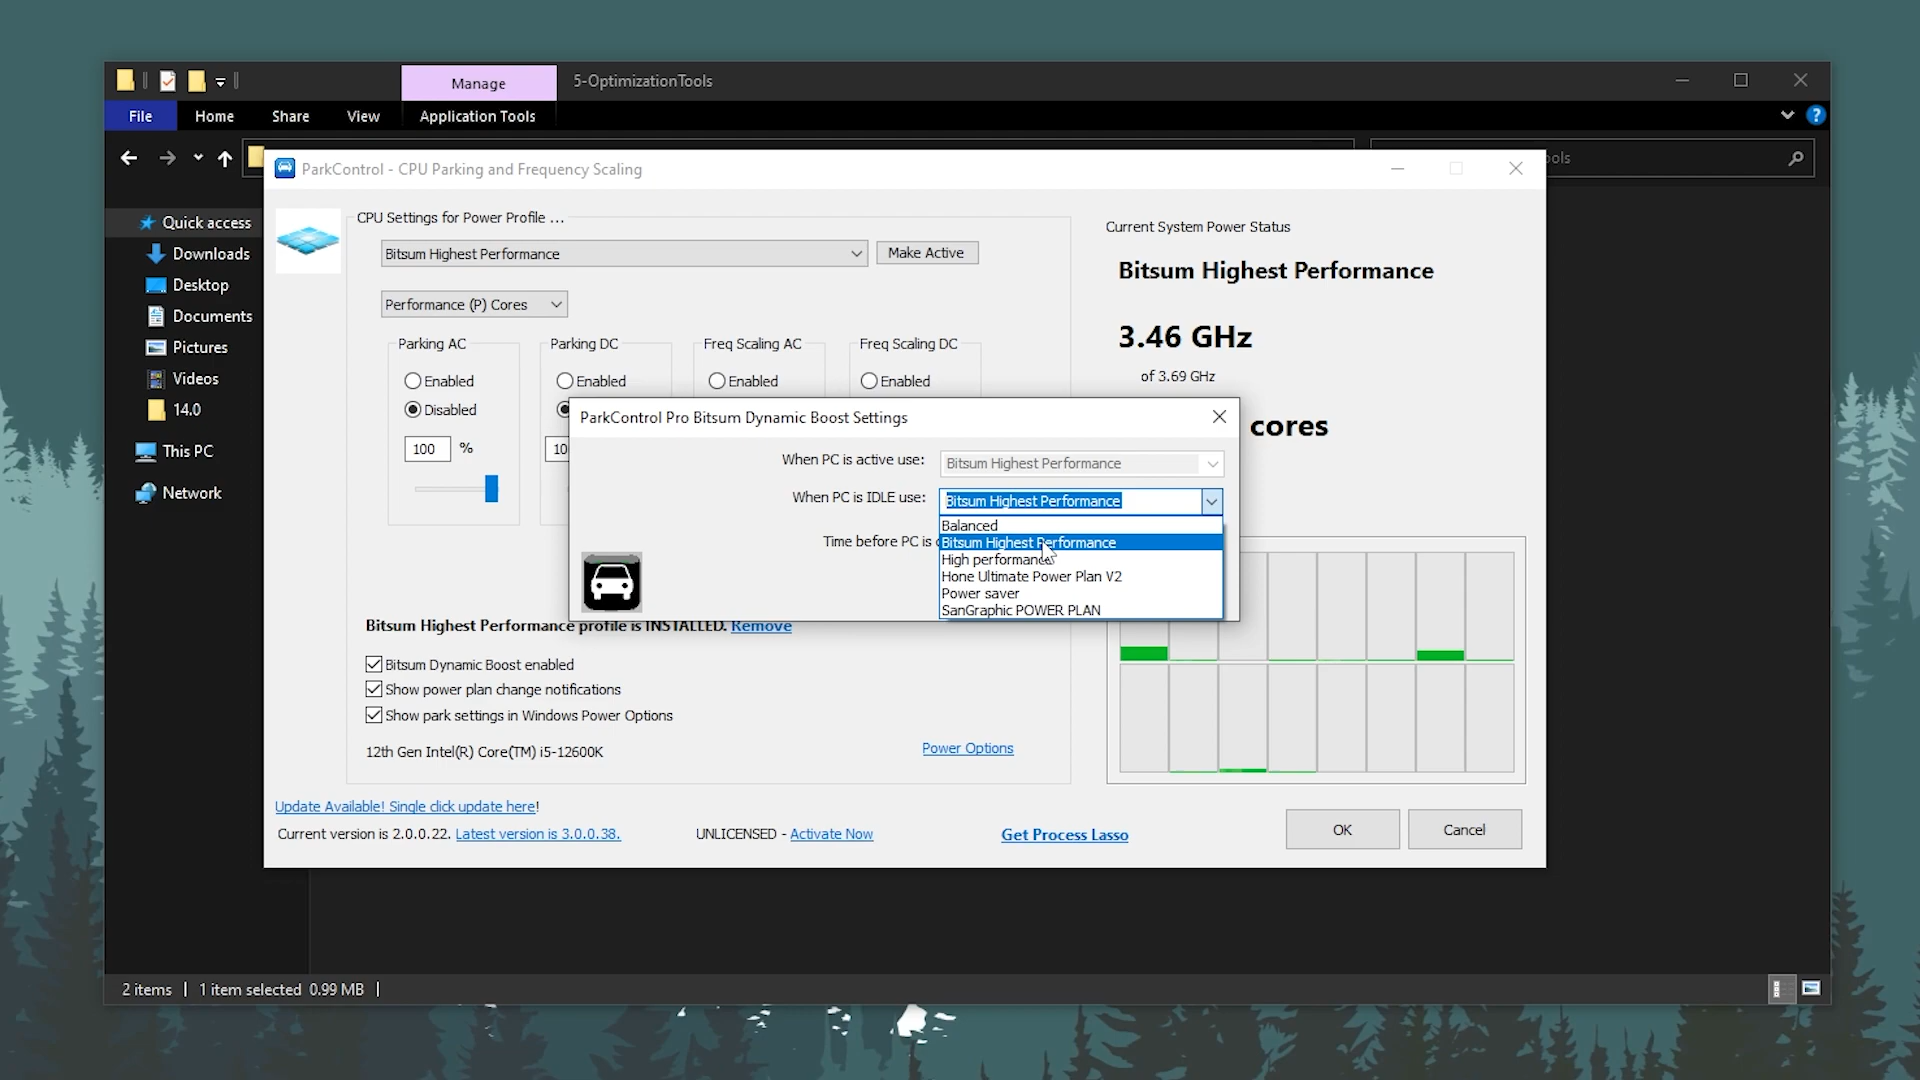 Manage
5-OptimizationTools
File
Home
Share
View
Application Tools
?
ools
ParkControl - CPU Parking and Frequency Scaling
Quick access
Downloads
Desktop
Documents
Pictures
Videos
14.0
This PC
Network
CPU Settings for Power Profile ...
Bitsum Highest Performance
Make Active
Performance (P) Cores
Parking AC
Enabled
Disabled
100 %
Parking DC
Enabled
10
Freq Scaling AC
Enabled
Freq Scaling DC
Enabled
Current System Power Status
Bitsum Highest Performance
3.46 GHz
of 3.69 GHz
cores
ParkControl Pro Bitsum Dynamic Boost Settings
When PC is active use:
Bitsum Highest Performance
When PC is IDLE use:
Bitsum Highest Performance
Time before PC is
Balanced
Bitsum Highest Performance
High performance
Hone Ultimate Power Plan V2
Power saver
SanGraphic POWER PLAN
Bitsum Highest Performance profile is INSTALLED. Remove
Bitsum Dynamic Boost enabled
Show power plan change notifications
Show park settings in Windows Power Options
12th Gen Intel(R) Core(TM) i5-12600K
Power Options
Update Available! Single click update here!
Current version is 2.0.0.22. Latest version is 3.0.0.38.
UNLICENSED - Activate Now
Get Process Lasso
OK
Cancel
2 items
1 item selected 0.99 MB